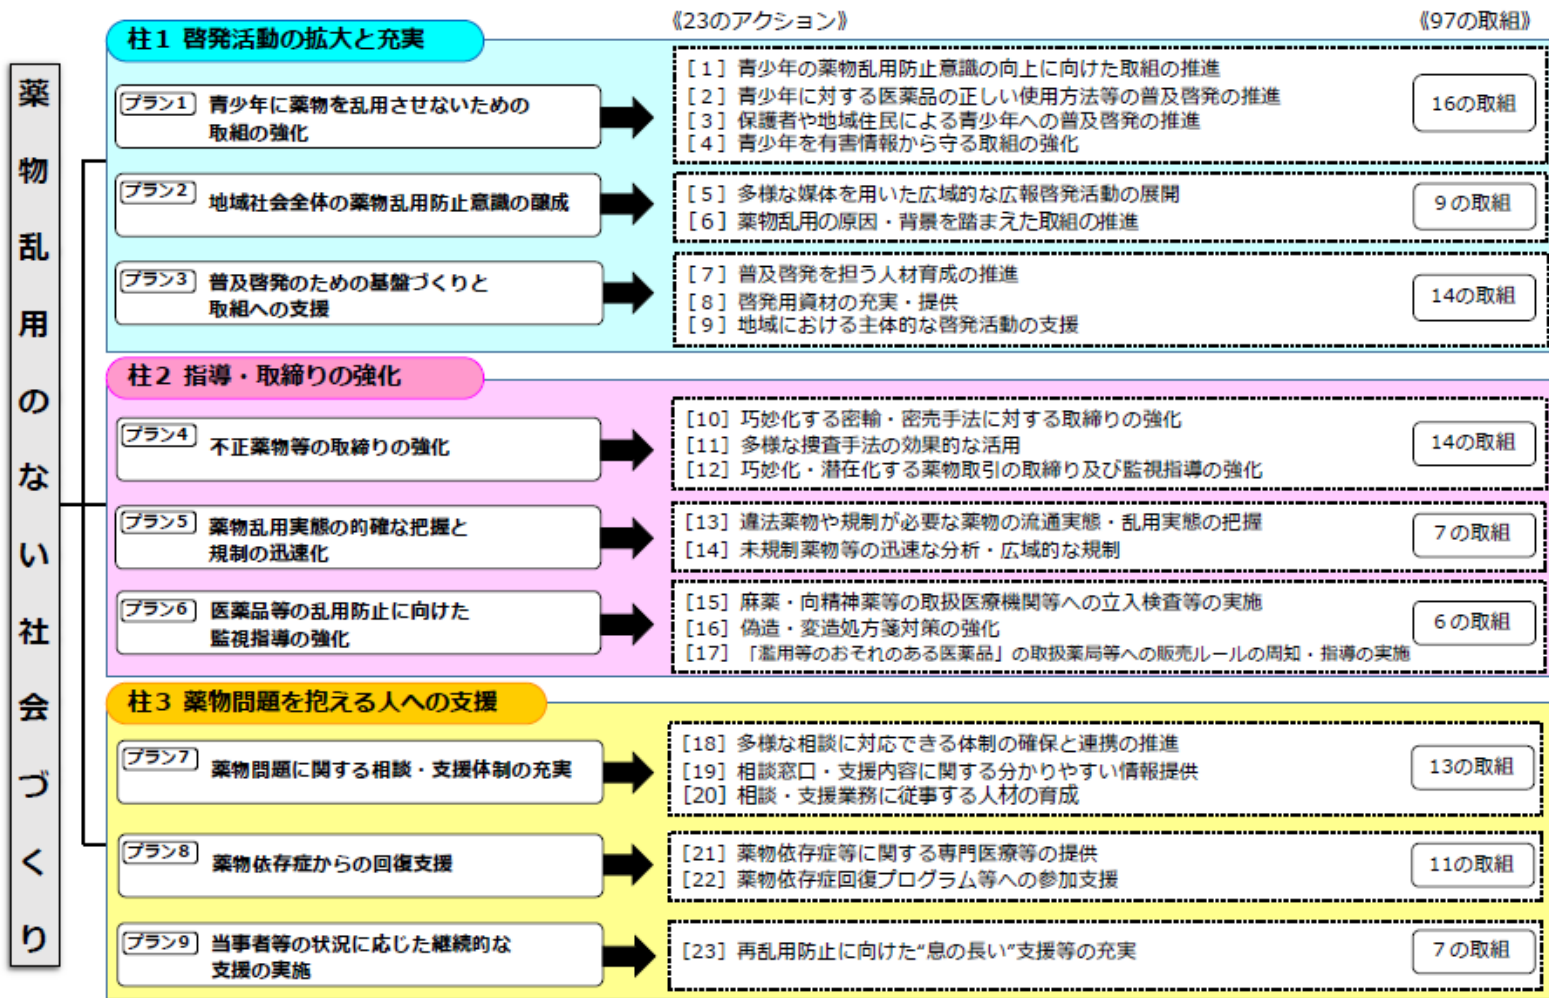 薬物乱用のない社会づくり
《23のアクション》
《97の取組》
柱1 啓発活動の拡大と充実
プラン1
青少年に薬物を乱用させないための
取組の強化
[1] 青少年の薬物乱用防止意識の向上に向けた取組の推進
[2] 青少年に対する医薬品の正しい使用方法等の普及啓発の推進
[3] 保護者や地域住民による青少年への普及啓発の推進
[4] 青少年を有害情報から守る取組の強化
16の取組
プラン2
地域社会全体の薬物乱用防止意識の醸成
[5] 多様な媒体を用いた広域的な広報啓発活動の展開
[6] 薬物乱用の原因・背景を踏まえた取組の推進
9の取組
プラン3
普及啓発のための基盤づくりと
取組への支援
[7] 普及啓発を担う人材育成の推進
[8] 啓発用資材の充実・提供
[9] 地域における主体的な啓発活動の支援
14の取組
柱2 指導・取締りの強化
プラン4
不正薬物等の取締りの強化
[10] 巧妙化する密輸・密売手法に対する取締りの強化
[11] 多様な捜査手法の効果的な活用
[12] 巧妙化・潜在化する薬物取引の取締り及び監視指導の強化
14の取組
プラン5
薬物乱用実態の的確な把握と
規制の迅速化
[13] 違法薬物や規制が必要な薬物の流通実態・乱用実態の把握
[14] 未規制薬物等の迅速な分析・広域的な規制
7の取組
プラン6
医薬品等の乱用防止に向けた
監視指導の強化
[15] 麻薬・向精神薬等の取扱医療機関等への立入検査等の実施
[16] 偽造・変造処方箋対策の強化
[17] 「濫用等のおそれのある医薬品」の取扱薬局等への販売ルールの周知・指導の実施
6の取組
柱3 薬物問題を抱える人への支援
プラン7
薬物問題に関する相談・支援体制の充実
[18] 多様な相談に対応できる体制の確保と連携の推進
[19] 相談窓口・支援内容に関する分かりやすい情報提供
[20] 相談・支援業務に従事する人材の育成
13の取組
プラン8
薬物依存症からの回復支援
[21] 薬物依存症等に関する専門医療等の提供
[22] 薬物依存症回復プログラム等への参加支援
11の取組
プラン9
当事者等の状況に応じた継続的な
支援の実施
[23] 再乱用防止に向けた“息の長い”支援等の充実
7の取組